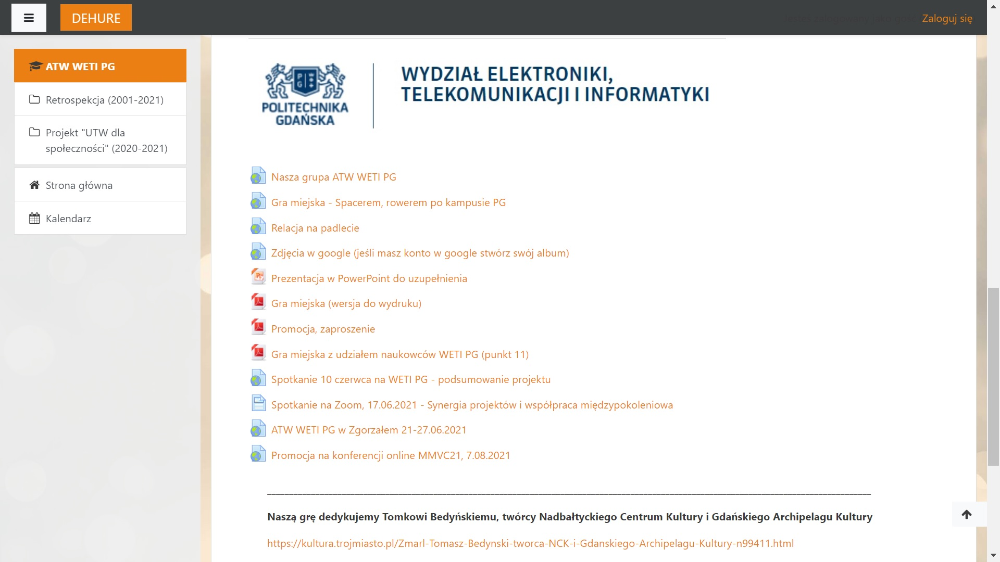 DEHURE
Jesteś zalogowany jako gość
Zaloguj się
ATW WETI PG
Retrospekcja (2001-2021)
Projekt "UTW dla
społeczności" (2020-2021)
Strona główna
Kalendarz
POLITECHNIKA
GDAŃSKA
WYDZIAŁ ELEKTRONIKI,
TELEKOMUNIKACJI I INFORMATYKI
Nasza grupa ATW WETI PG
Gra miejska - Spacerem, rowerem po kampusie PG
Relacja na padlecie
Zdjęcia w google (jeśli masz konto w google stwórz swój album)
Prezentacja w PowerPoint do uzupełnienia
Gra miejska (wersja do wydruku)
Promocja, zaproszenie
Gra miejska z udziałem naukowców WETI PG (punkt 11)
Spotkanie 10 czerwca na WETI PG - podsumowanie projektu
Spotkanie na Zoom, 17.06.2021 - Synergia projektów i współpraca międzypokoleniowa
ATW WETI PG w Zgorzałem 21-27.06.2021
Promocja na konferencji online MMVC21, 7.08.2021
Naszą grę dedykujemy Tomkowi Bedyńskiemu, twórcy Nadbałtyckiego Centrum Kultury i Gdańskiego Archipelagu Kultury
https://kultura.trojmiasto.pl/Zmarl-Tomasz-Bedynski-tworca-NCK-i-Gdanskiego-Archipelagu-Kultury-n99411.html